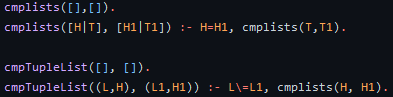 cmplists([],[]).
cmplists([H|T], [H1|T1]) :- H=H1, cmplists(T,T1).
cmpTupleList([], []).
cmpTupleList((L,H), (L1,H1)) :- L\=L1, cmplists(H, H1).